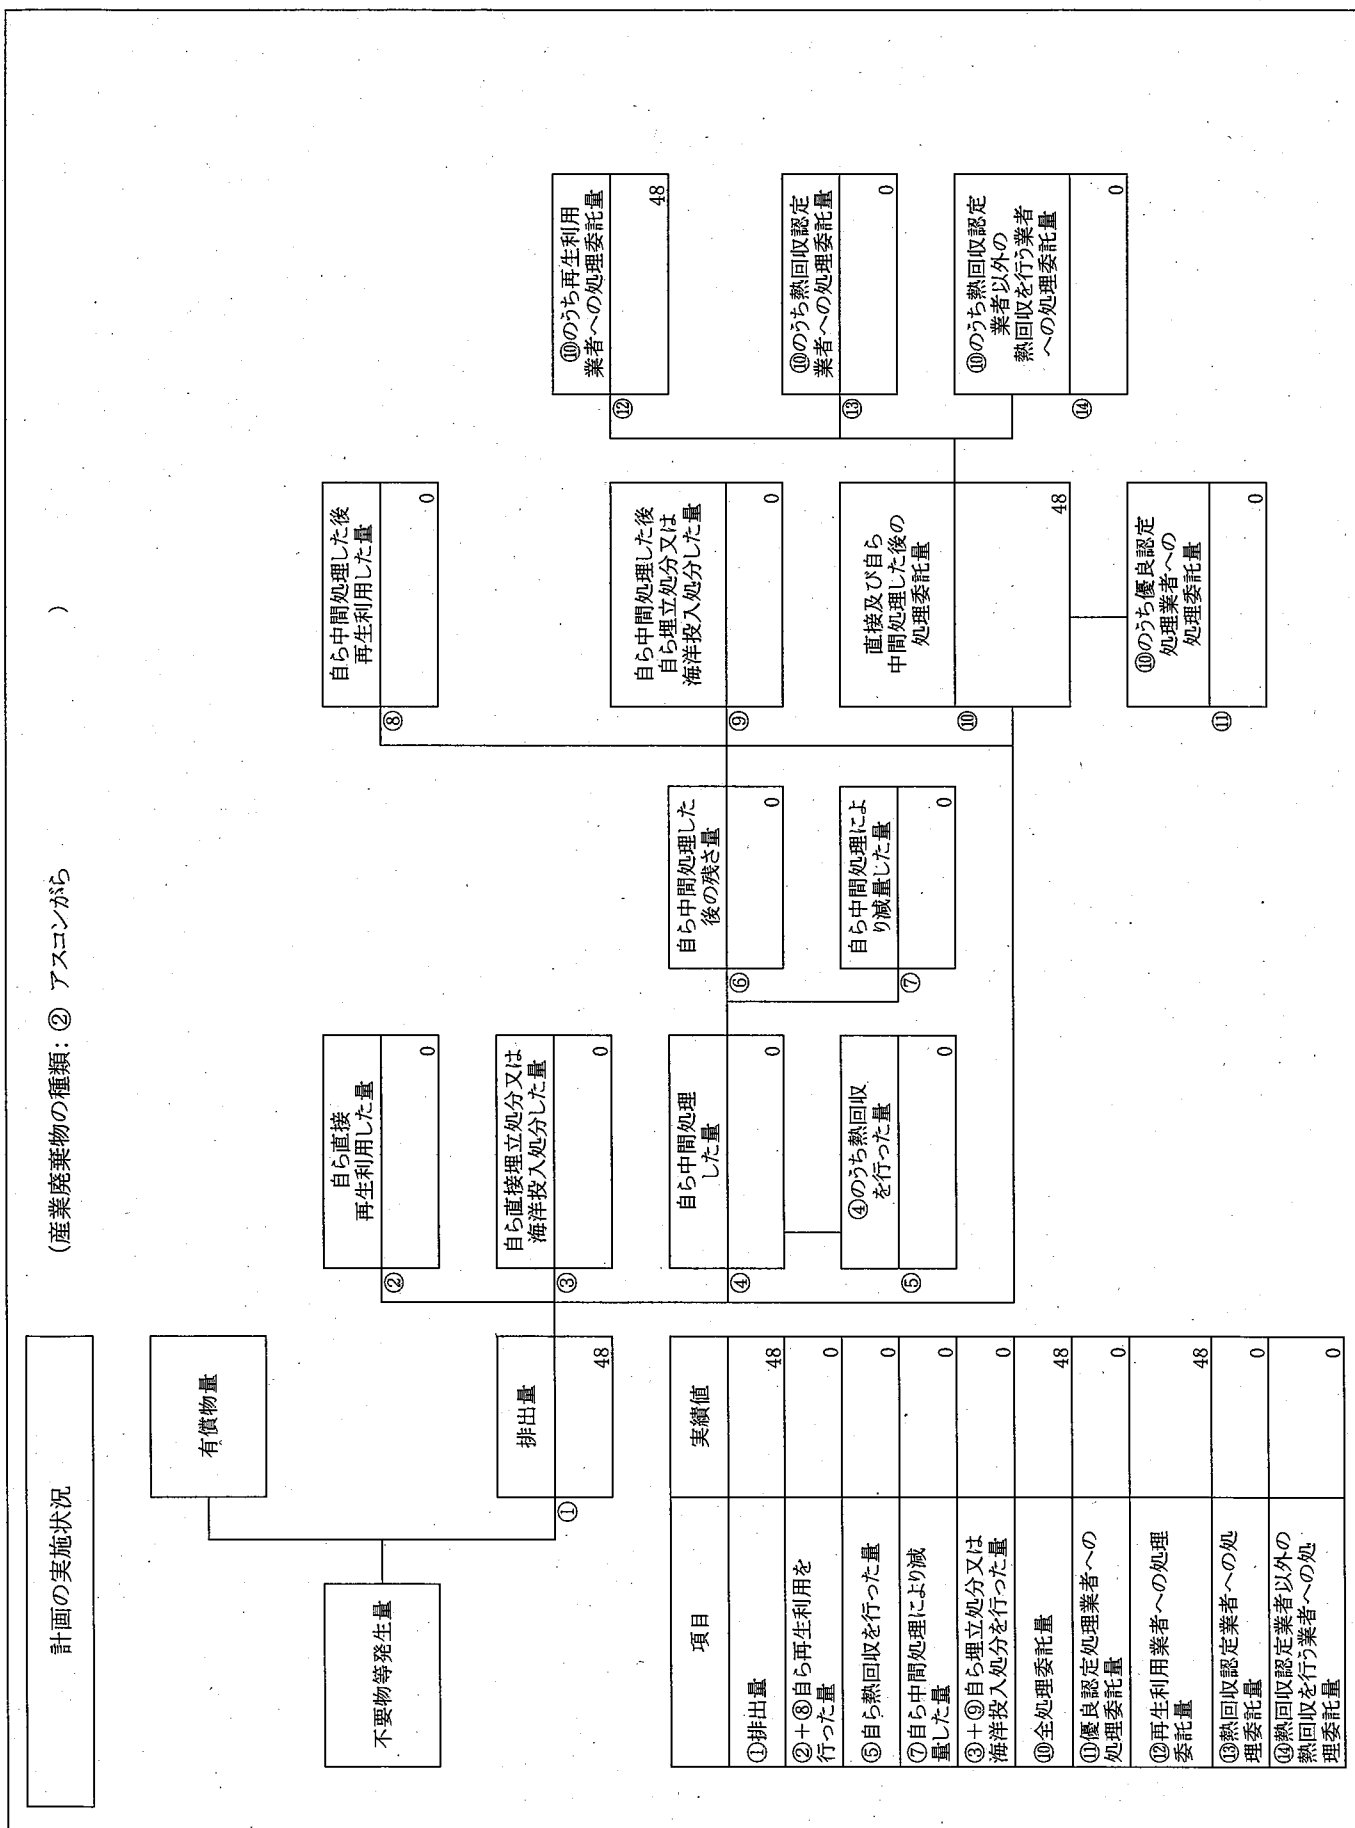 計画の実施状況
(産業廃棄物の種類：② アスコンがら
)
不要物等発生量
有償物量
排出量
①
48
自ら直接
再生利用した量
②
0
自ら直接埋立処分又は
海洋投入処分した量
③
0
自ら中間処理
した量
④
0
④のうち熱回収
を行った量
⑤
0
自ら中間処理した
後の残さ量
⑥
0
自ら中間処理によ
り減量した量
⑦
0
自ら中間処理した後
再生利用した量
⑧
0
自ら中間処理した後
自ら埋立処分又は
海洋投入処分した量
⑨
0
直接及び自ら
中間処理した後の
処理委託量
⑩
48
⑩のうち優良認定
処理業者への
処理委託量
⑪
0
⑩のうち再生利用
業者への処理委託量
⑫
48
⑩のうち熱回収認定
業者への処理委託量
⑬
0
⑩のうち熱回収認定
業者以外の
熱回収を行う業者
への処理委託量
⑭
0
項目 実績値
①排出量 48
②+⑧自ら再生利用を
行った量 0
⑤自ら熱回収を行った量 0
⑦自ら中間処理により減
量した量 0
③+⑨自ら埋立処分又は
海洋投入処分を行った量 0
⑩全処理委託量 48
⑪優良認定処理業者への
処理委託量 0
⑫再生利用業者への処理
委託量 48
⑬熱回収認定業者への処
理委託量 0
⑭熱回収認定業者以外の
熱回収を行う業者への処
理委託量 0